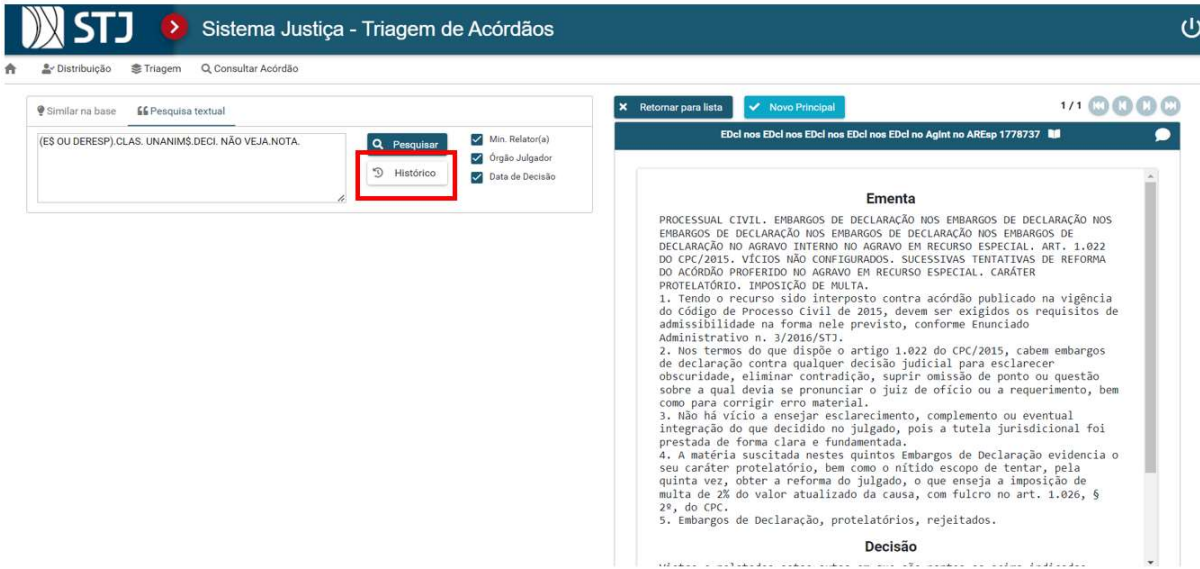 STJ
Sistema Justiça - Triagem de Acórdãos
Distribuição Triagem Consultar Acórdão
Similar na base Pesquisa textual
(E$ OU DERESP).CLAS. UNANIM$.DECI. NÃO VEJA.NOTA.
Pesquisar
Histórico
Min. Relator(a)
Órgão Julgador
Data de Decisão
Retornar para lista Novo Principal 1 / 1
EDcl nos EDcl nos EDcl nos EDcl nos EDcl no AgInt no AREsp 1778737
Ementa
PROCESSUAL CIVIL. EMBARGOS DE DECLARAÇÃO NOS EMBARGOS DE DECLARAÇÃO NOS
EMBARGOS DE DECLARAÇÃO NOS EMBARGOS DE DECLARAÇÃO NOS EMBARGOS DE
DECLARAÇÃO NO AGRAVO INTERNO NO AGRAVO EM RECURSO ESPECIAL. ART. 1.022
DO CPC/2015. VÍCIOS NÃO CONFIGURADOS. SUCESSIVAS TENTATIVAS DE REFORMA
DO ACÓRDÃO PROFERIDO NO AGRAVO EM RECURSO ESPECIAL. CARÁTER
PROTELATÓRIO. IMPOSIÇÃO DE MULTA.
1. Tendo o recurso sido interposto contra acórdão publicado na vigência
do Código de Processo Civil de 2015, devem ser exigidos os requisitos de
admissibilidade na forma nele previsto, conforme Enunciado
Administrativo n. 3/2016/STJ.
2. Nos termos do que dispõe o artigo 1.022 do CPC/2015, cabem embargos
de declaração contra qualquer decisão judicial para esclarecer
obscuridade, eliminar contradição, suprir omissão de ponto ou questão
sobre a qual devia se pronunciar o juiz de ofício ou a requerimento, bem
como para corrigir erro material.
3. Não há vício a ensejar esclarecimento, complemento ou eventual
integração do que decidido no julgado, pois a tutela jurisdicional foi
prestada de forma clara e fundamentada.
4. A matéria suscitada nestes quintos Embargos de Declaração evidencia o
seu caráter protelatório, bem como o nítido escopo de tentar, pela
quinta vez, obter a reforma do julgado, o que enseja a imposição de
multa de 2% do valor atualizado da causa, com fulcro no art. 1.026, §
2º, do CPC.
5. Embargos de Declaração, protelatórios, rejeitados.
Decisão